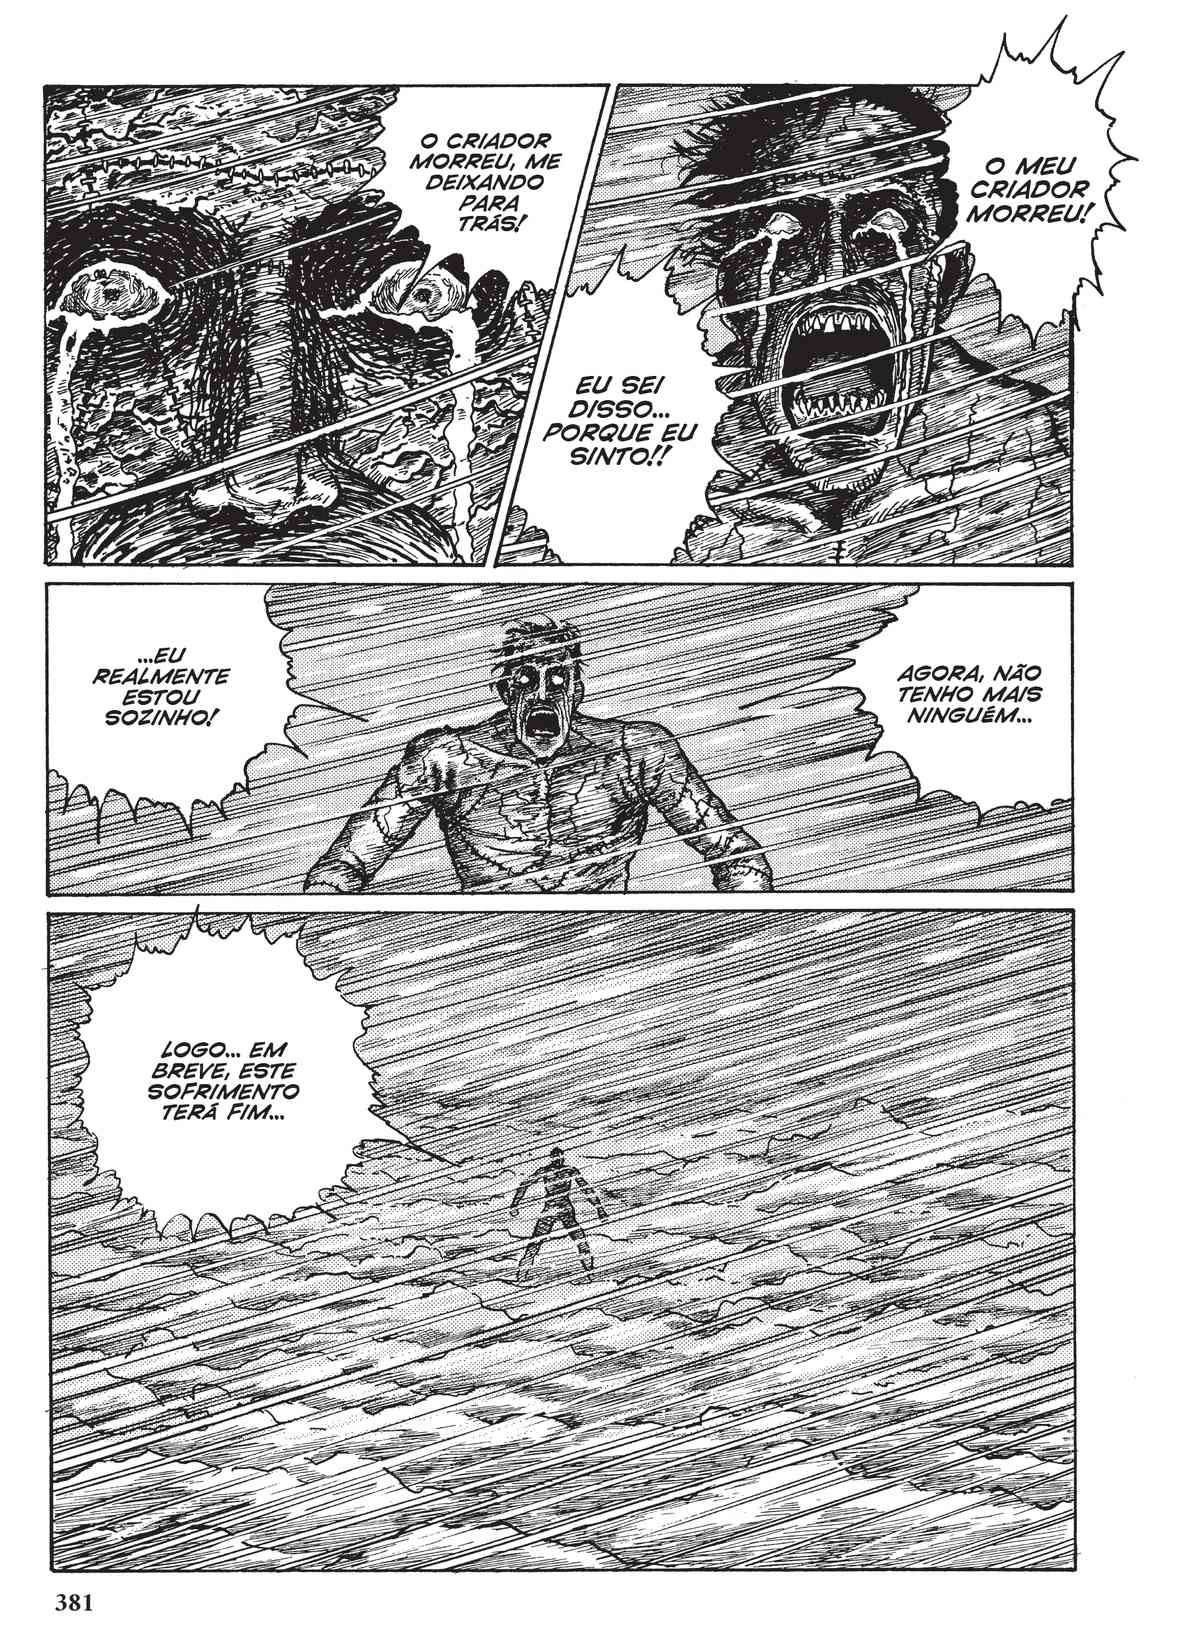 O MEU
CRIADOR
MORREU!
EU SEI
DISSO...
PORQUE EU
SINTO!!
O CRIADOR
MORREU, ME
DEIXANDO
PARA
TRÁS!
AGORA, NÃO
TENHO MAIS
NINGUÉM...
...EU
REALMENTE
ESTOU
SOZINHO!
LOGO... EM
BREVE, ESTE
SOFRIMENTO
TERÁ FIM...
381